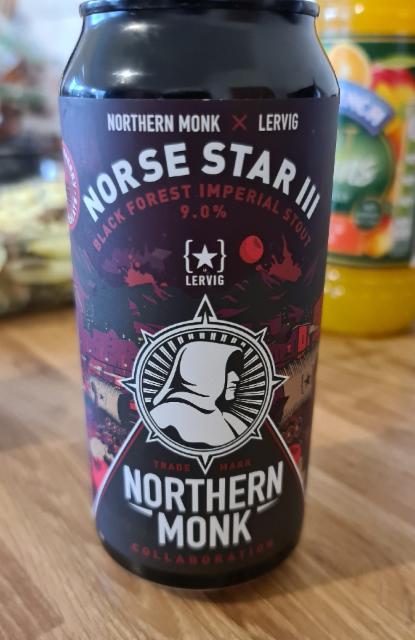 NORTHERN MONK X LERVIG
NORSE STAR III
BLACK FOREST IMPERIAL STOUT
9.0%
LERVIG
TRADE MARK
NORTHERN
MONK
COLLABORATION